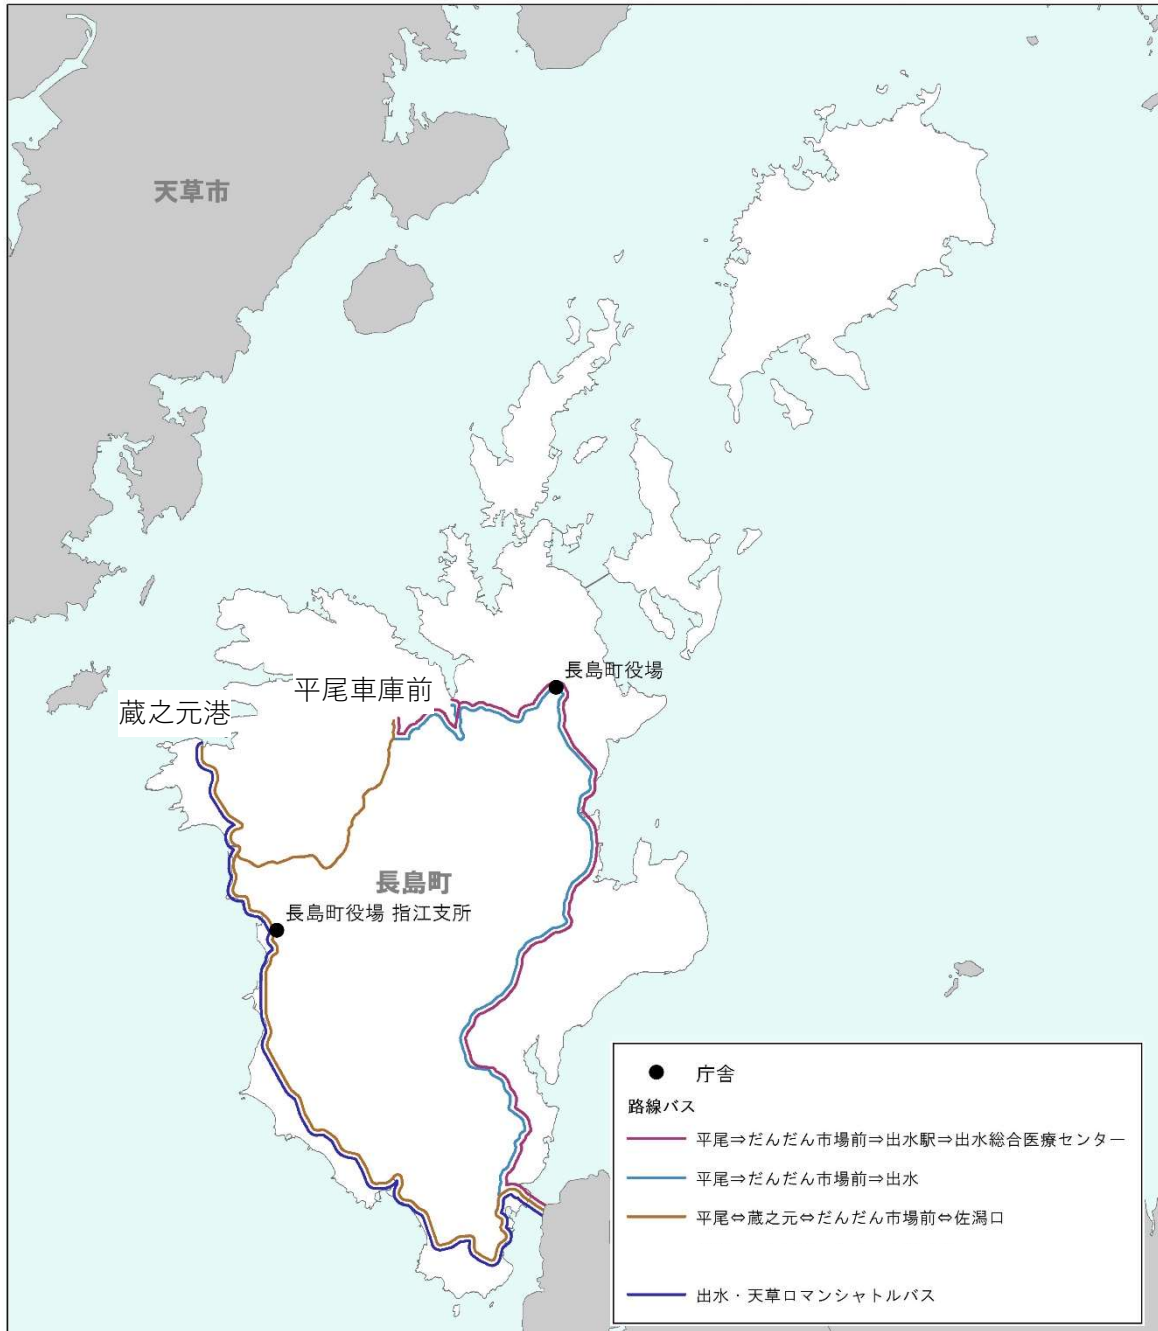 天草市
長島町役場
平尾車庫前
蔵之元港
長島町
長島町役場 指江支所
庁舎
路線バス
平尾⇒だんだん市場前⇒出水駅⇒出水総合医療センター
平尾⇒だんだん市場前⇒出水
平尾⇔蔵之元⇔だんだん市場前⇔佐潟口
出水・天草ロマンシャトルバス